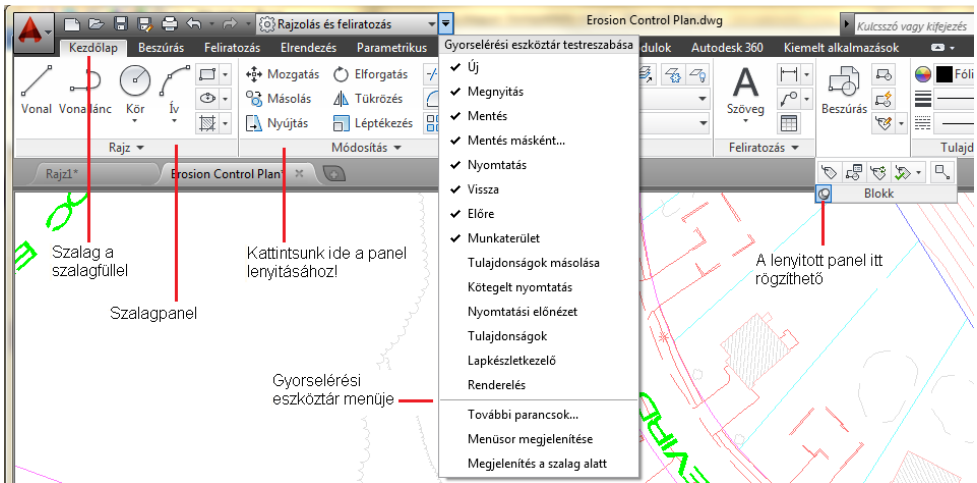 Rajzolás és feliratozás
Erosion Control Plan.dwg
Kulcsszó vagy kifejezés
Kezdőlap Beszúrás Feliratozás Elrendezés Parametrikus
dulok Autodesk 360 Kiemelt alkalmazások
Gyorselérési eszköztár testreszabása
Vonal Vonallánc Kör Ív
Mozgatás Elforgatás
Másolás Tükrözés
Nyújtás Léptékezés
Szöveg
Beszúrás
Fóli
Rajz
Módosítás
Feliratozás
Tulajd
Blokk
Rajz1*
Erosion Control Plan*
Új
Megnyitás
Mentés
Mentés másként...
Nyomtatás
Vissza
Előre
Munkaterület
Tulajdonságok másolása
Kötegelt nyomtatás
Nyomtatási előnézet
Tulajdonságok
Lapkészletkezelő
Renderelés
További parancsok...
Menüsor megjelenítése
Megjelenítés a szalag alatt
Szalag a
szalagfüllel
Szalagpanel
Kattintsunk ide a panel
lenyitásához!
Gyorselérési
eszköztár menüje
A lenyitott panel itt
rögzíthető